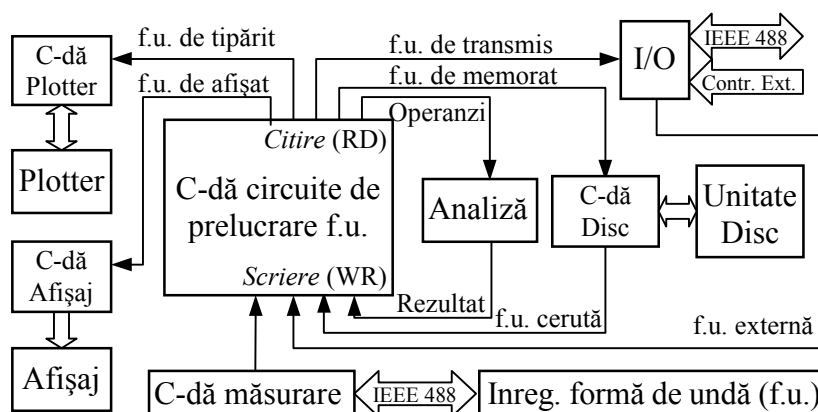 f.u. de tipărit
f.u. de afişat
f.u. de transmis
f.u. de memorat
Operanzi
C-dă
Plotter
Plotter
C-dă
Afişaj
Afişaj
Citire (RD)
C-dă circuite de
prelucrare f.u.
Scriere (WR)
Analiză
Rezultat
C-dă
Disc
Unitate
Disc
I/O
IEEE 488
Contr. Ext.
f.u. cerută
f.u. externă
C-dă măsurare
IEEE 488
Inreg. formă de undă (f.u.)